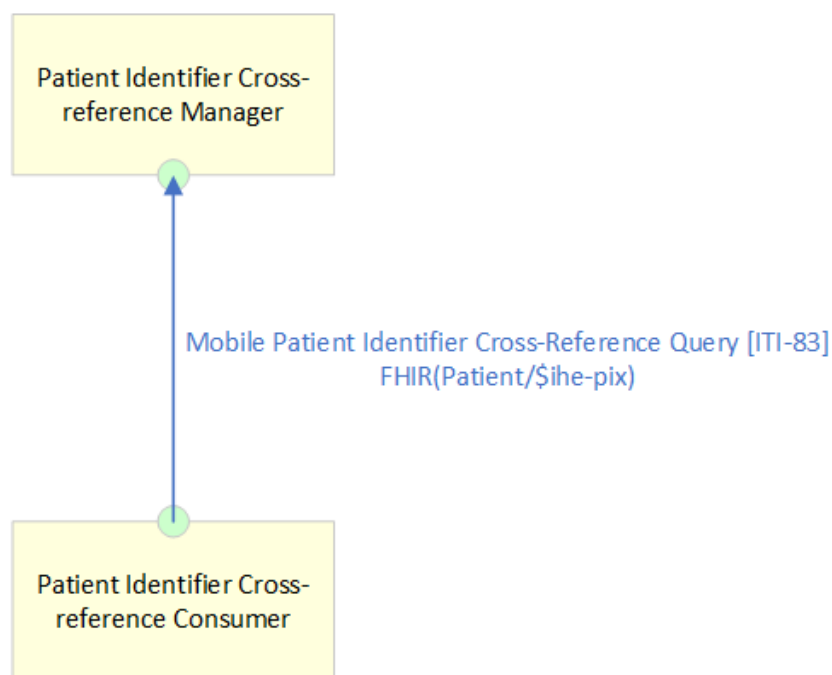 Patient Identifier Cross-
reference Manager
Mobile Patient Identifier Cross-Reference Query [ITI-83]
FHIR(Patient/$ihe-pix)
Patient Identifier Cross-
reference Consumer